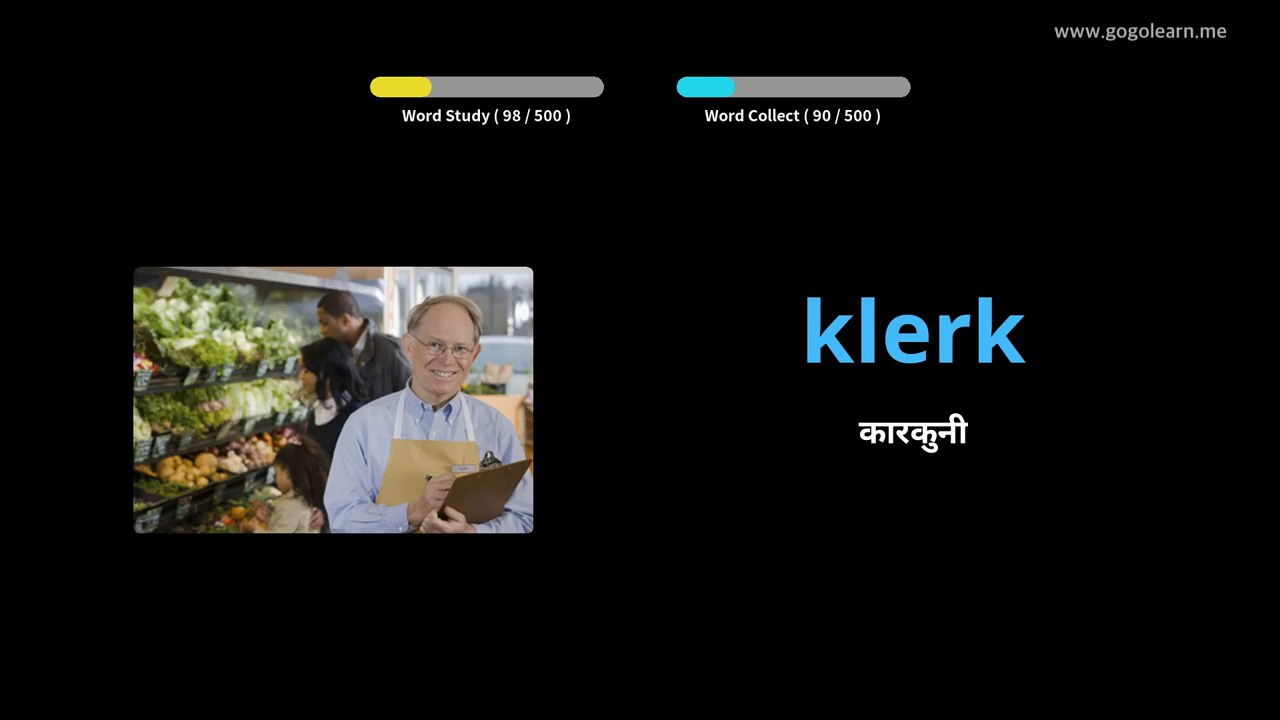 www.gogolearn.me
Word Study ( 98 / 500 )
Word Collect ( 90 / 500 )
klerk
कारकुनी